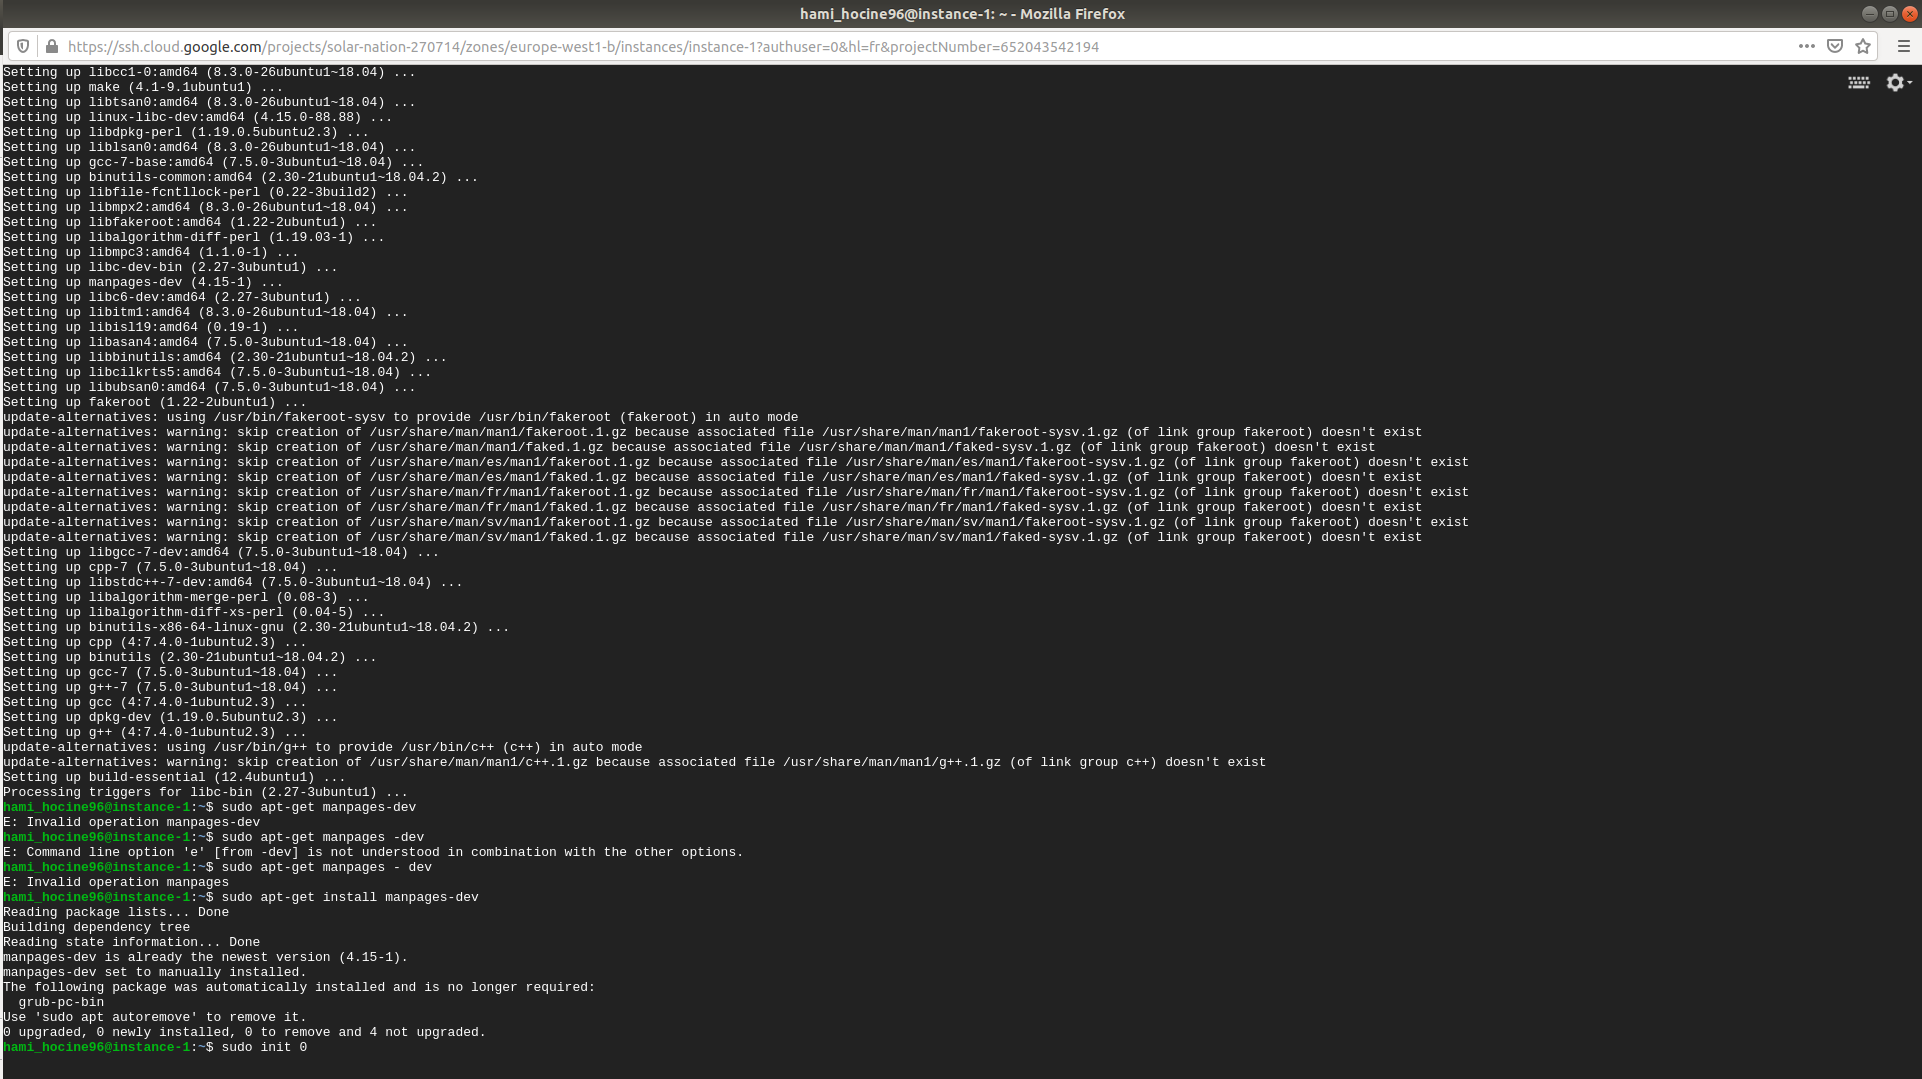 hami_hocine96@instance-1: ~ - Mozilla Firefox
https://ssh.cloud.google.com/projects/solar-nation-270714/zones/europe-west1-b/instances/instance-1?authuser=0&hl=fr&projectNumber=652043542194
Setting up libcc1-0:amd64 (8.3.0-26ubuntu1~18.04) ...
Setting up make (4.1-9.1ubuntu1) ...
Setting up libtsan0:amd64 (8.3.0-26ubuntu1~18.04) ...
Setting up linux-libc-dev:amd64 (4.15.0-88.88) ...
Setting up libdpkg-perl (1.19.0.5ubuntu2.3) ...
Setting up liblsan0:amd64 (8.3.0-26ubuntu1~18.04) ...
Setting up gcc-7-base:amd64 (7.5.0-3ubuntu1~18.04) ...
Setting up binutils-common:amd64 (2.30-21ubuntu1~18.04.2) ...
Setting up libfile-fcntllock-perl (0.22-3build2) ...
Setting up libmpx2:amd64 (8.3.0-26ubuntu1~18.04) ...
Setting up libfakeroot:amd64 (1.22-2ubuntu1) ...
Setting up libalgorithm-diff-perl (1.19.03-1) ...
Setting up libmpc3:amd64 (1.1.0-1) ...
Setting up libc-dev-bin (2.27-3ubuntu1) ...
Setting up manpages-dev (4.15-1) ...
Setting up libc6-dev:amd64 (2.27-3ubuntu1) ...
Setting up libitm1:amd64 (8.3.0-26ubuntu1~18.04) ...
Setting up libisl19:amd64 (0.19-1) ...
Setting up libasan4:amd64 (7.5.0-3ubuntu1~18.04) ...
Setting up libbinutils:amd64 (2.30-21ubuntu1~18.04.2) ...
Setting up libcilkrts5:amd64 (7.5.0-3ubuntu1~18.04) ...
Setting up libubsan0:amd64 (7.5.0-3ubuntu1~18.04) ...
Setting up fakeroot (1.22-2ubuntu1) ...
update-alternatives: using /usr/bin/fakeroot-sysv to provide /usr/bin/fakeroot (fakeroot) in auto mode
update-alternatives: warning: skip creation of /usr/share/man/man1/fakeroot.1.gz because associated file /usr/share/man/man1/fakeroot-sysv.1.gz (of link group fakeroot) doesn't exist
update-alternatives: warning: skip creation of /usr/share/man/man1/faked.1.gz because associated file /usr/share/man/man1/faked-sysv.1.gz (of link group fakeroot) doesn't exist
update-alternatives: warning: skip creation of /usr/share/man/es/man1/fakeroot.1.gz because associated file /usr/share/man/es/man1/fakeroot-sysv.1.gz (of link group fakeroot) doesn't exist
update-alternatives: warning: skip creation of /usr/share/man/es/man1/faked.1.gz because associated file /usr/share/man/es/man1/faked-sysv.1.gz (of link group fakeroot) doesn't exist
update-alternatives: warning: skip creation of /usr/share/man/fr/man1/fakeroot.1.gz because associated file /usr/share/man/fr/man1/fakeroot-sysv.1.gz (of link group fakeroot) doesn't exist
update-alternatives: warning: skip creation of /usr/share/man/fr/man1/faked.1.gz because associated file /usr/share/man/fr/man1/faked-sysv.1.gz (of link group fakeroot) doesn't exist
update-alternatives: warning: skip creation of /usr/share/man/sv/man1/fakeroot.1.gz because associated file /usr/share/man/sv/man1/fakeroot-sysv.1.gz (of link group fakeroot) doesn't exist
update-alternatives: warning: skip creation of /usr/share/man/sv/man1/faked.1.gz because associated file /usr/share/man/sv/man1/faked-sysv.1.gz (of link group fakeroot) doesn't exist
Setting up libgcc-7-dev:amd64 (7.5.0-3ubuntu1~18.04) ...
Setting up cpp-7 (7.5.0-3ubuntu1~18.04) ...
Setting up libstdc++-7-dev:amd64 (7.5.0-3ubuntu1~18.04) ...
Setting up libalgorithm-merge-perl (0.08-3) ...
Setting up libalgorithm-diff-xs-perl (0.04-5) ...
Setting up binutils-x86-64-linux-gnu (2.30-21ubuntu1~18.04.2) ...
Setting up cpp (4:7.4.0-1ubuntu2.3) ...
Setting up binutils (2.30-21ubuntu1~18.04.2) ...
Setting up gcc-7 (7.5.0-3ubuntu1~18.04) ...
Setting up g++-7 (7.5.0-3ubuntu1~18.04) ...
Setting up gcc (4:7.4.0-1ubuntu2.3) ...
Setting up dpkg-dev (1.19.0.5ubuntu2.3) ...
Setting up g++ (4:7.4.0-1ubuntu2.3) ...
update-alternatives: using /usr/bin/g++ to provide /usr/bin/c++ (c++) in auto mode
update-alternatives: warning: skip creation of /usr/share/man/man1/c++.1.gz because associated file /usr/share/man/man1/g++.1.gz (of link group c++) doesn't exist
Setting up build-essential (12.4ubuntu1) ...
Processing triggers for libc-bin (2.27-3ubuntu1) ...
hami_hocine96@instance-1:~$ sudo apt-get manpages-dev
E: Invalid operation manpages-dev
hami_hocine96@instance-1:~$ sudo apt-get manpages -dev
E: Command line option 'e' [from -dev] is not understood in combination with the other options.
hami_hocine96@instance-1:~$ sudo apt-get manpages - dev
E: Invalid operation manpages
hami_hocine96@instance-1:~$ sudo apt-get install manpages-dev
Reading package lists... Done
Building dependency tree
Reading state information... Done
manpages-dev is already the newest version (4.15-1).
manpages-dev set to manually installed.
The following package was automatically installed and is no longer required:
  grub-pc-bin
Use 'sudo apt autoremove' to remove it.
0 upgraded, 0 newly installed, 0 to remove and 4 not upgraded.
hami_hocine96@instance-1:~$ sudo init 0